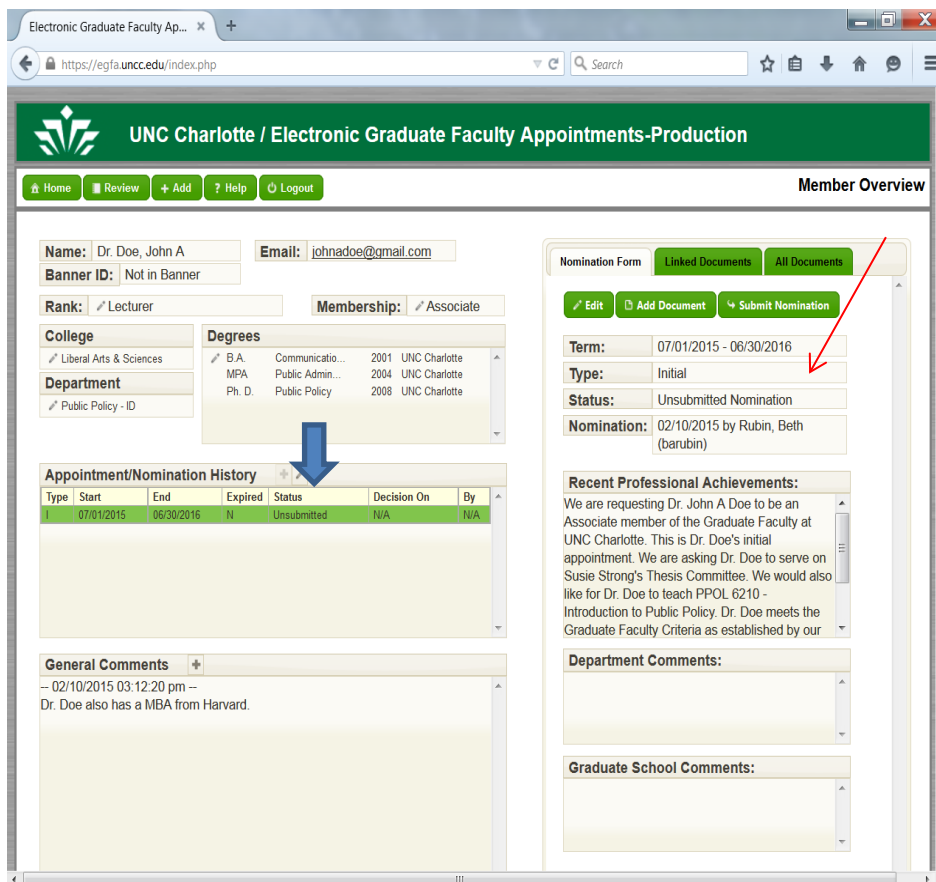 Electronic Graduate Faculty Ap... × +
https://egfa.uncc.edu/index.php
Search
UNC Charlotte / Electronic Graduate Faculty Appointments-Production
Home Review + Add ? Help Logout
Member Overview
Name: Dr. Doe, John A
Email: johnadoe@gmail.com
Banner ID: Not in Banner
Rank: Lecturer
Membership: Associate
College
Liberal Arts & Sciences
Department
Public Policy - ID
Degrees
B.A. Communicatio... 2001 UNC Charlotte
MPA Public Admin... 2004 UNC Charlotte
Ph. D. Public Policy 2008 UNC Charlotte
Appointment/Nomination History +
Type Start End Expired Status Decision On By
I 07/01/2015 06/30/2016 N Unsubmitted N/A N/A
General Comments +
-- 02/10/2015 03:12:20 pm --
Dr. Doe also has a MBA from Harvard.
Nomination Form Linked Documents All Documents
Edit Add Document Submit Nomination
Term: 07/01/2015 - 06/30/2016
Type: Initial
Status: Unsubmitted Nomination
Nomination: 02/10/2015 by Rubin, Beth
(barubin)
Recent Professional Achievements:
We are requesting Dr. John A Doe to be an
Associate member of the Graduate Faculty at
UNC Charlotte. This is Dr. Doe's initial
appointment. We are asking Dr. Doe to serve on
Susie Strong's Thesis Committee. We would also
like for Dr. Doe to teach PPOL 6210 -
Introduction to Public Policy. Dr. Doe meets the
Graduate Faculty Criteria as established by our
Department Comments:
Graduate School Comments: